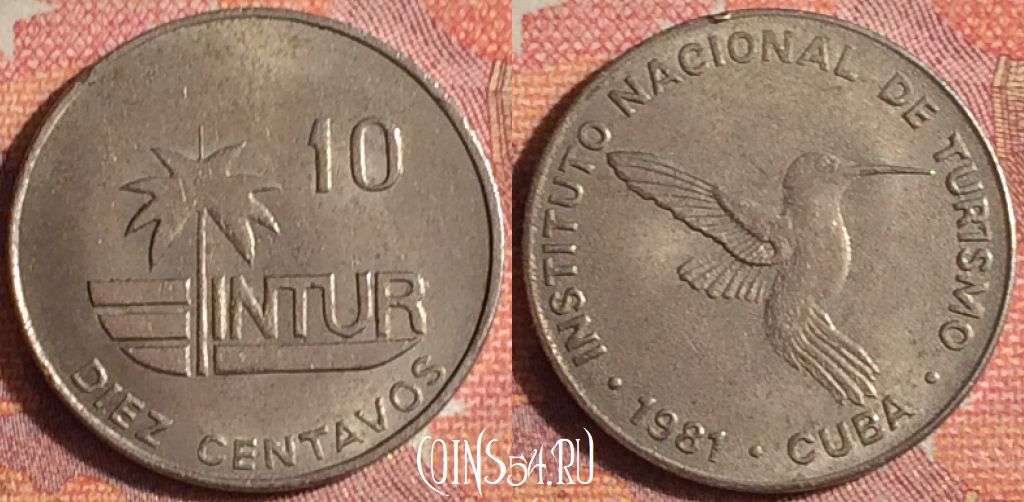 10
INTUR
DIEZ CENTAVOS
INSTITUTO NACIONAL DE TURISMO
• 1981 • CUBA •
COINS54.RU